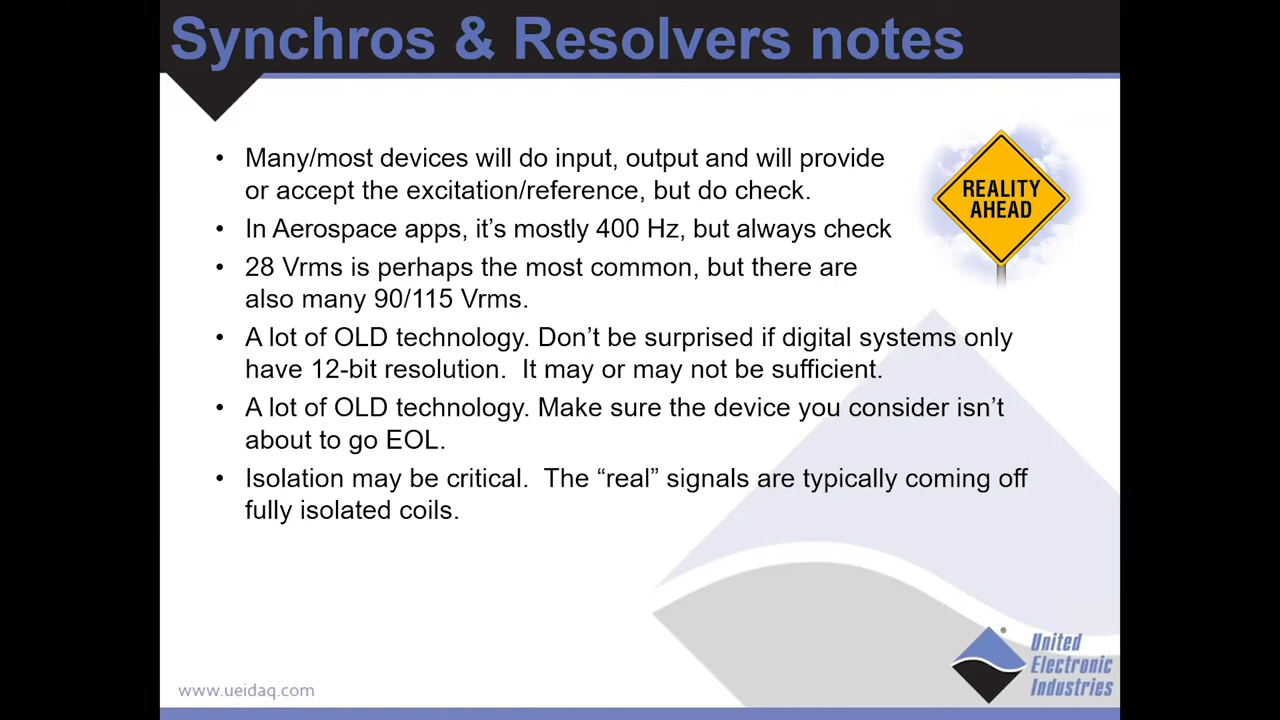 Synchros & Resolvers notes
• Many/most devices will do input, output and will provide
or accept the excitation/reference, but do check.
• In Aerospace apps, it’s mostly 400 Hz, but always check
• 28 Vrms is perhaps the most common, but there are
also many 90/115 Vrms.
• A lot of OLD technology. Don’t be surprised if digital systems only
have 12-bit resolution.  It may or may not be sufficient.
• A lot of OLD technology. Make sure the device you consider isn’t
about to go EOL.
• Isolation may be critical.  The “real” signals are typically coming off
fully isolated coils.
REALITY
AHEAD
www.ueidaq.com
®
United
Electronic
Industries